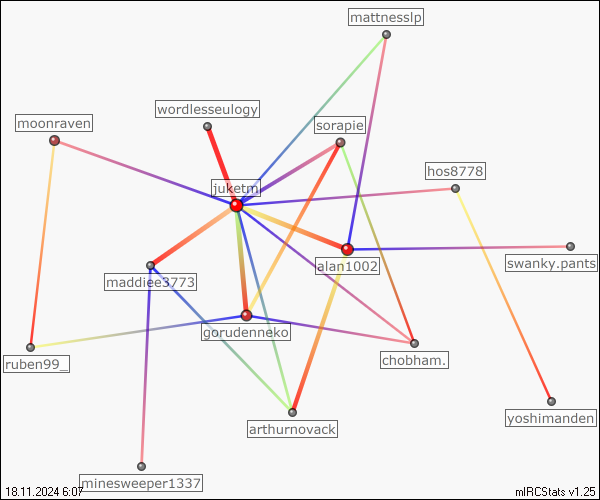 mattnesslp
wordlesseulogy
moonraven
sorapie
hos8778
juketm
alan1002
swanky.pants
maddiee3773
gorudenneko
chobham.
ruben99_
yoshimanden
arthurnovack
minesweeper1337
18.11.2024 6:07
mIRCStats v1.25